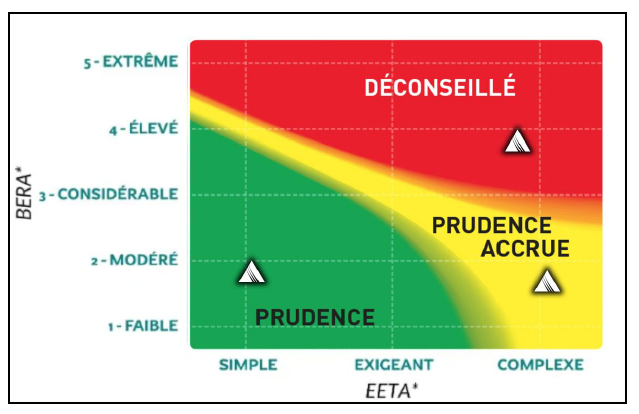 5 - EXTRÊME
DÉCONSEILLÉ
4 - ÉLEVÉ
BERA*
3 - CONSIDÉRABLE
PRUDENCE
ACCRUE
2 - MODÉRÉ
PRUDENCE
1 - FAIBLE
SIMPLE EXIGEANT COMPLEXE
EETA*